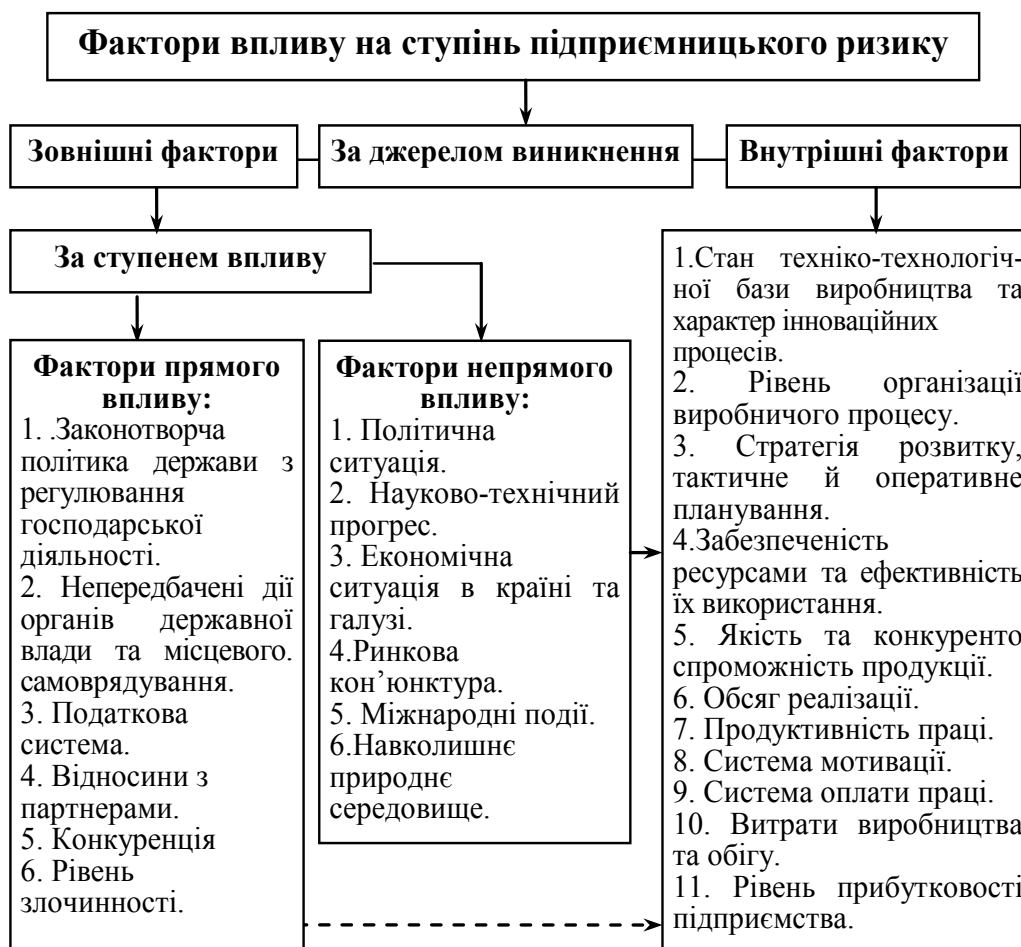 Фактори впливу на ступінь підприємницького ризику
Зовнішні фактори
За джерелом виникнення
Внутрішні фактори
За ступенем впливу
Фактори прямого
впливу:
1. .Законотворча
політика держави з
регулювання
господарської
діяльності.
2. Непередбачені дії
органів державної
влади та місцевого.
самоврядування.
3. Податкова
система.
4. Відносини з
партнерами.
5. Конкуренція
6. Рівень
злочинності.
Фактори непрямого
впливу:
1. Політична
ситуація.
2. Науково-технічний
прогрес.
3. Економічна
ситуація в країні та
галузі.
4.Ринкова
кон’юнктура.
5. Міжнародні події.
6.Навколишнє
природнє
середовище.
1.Стан техніко-технологіч-
ної бази виробництва та
характер інноваційних
процесів.
2. Рівень організації
виробничого процесу.
3. Стратегія розвитку,
тактичне й оперативне
планування.
4.Забезпеченість
ресурсами та ефективність
їх використання.
5. Якість та конкуренто
спроможність продукції.
6. Обсяг реалізації.
7. Продуктивність праці.
8. Система мотивації.
9. Система оплати праці.
10. Витрати виробництва
та обігу.
11. Рівень прибутковості
підприємства.